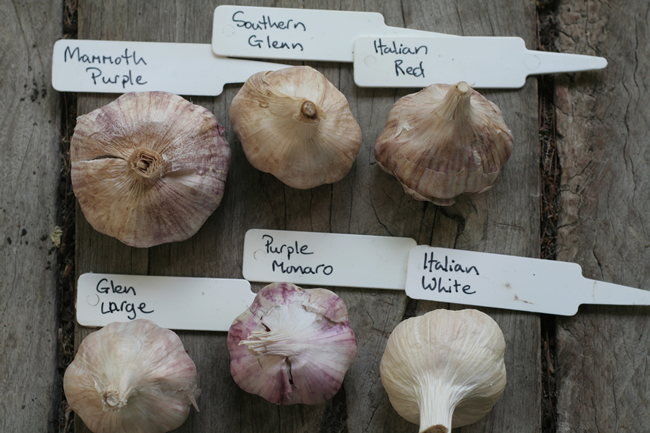 Mammoth
Purple
Southern
Glenn
Italian
Red
Glen
Large
Purple
Monaro
Italian
White